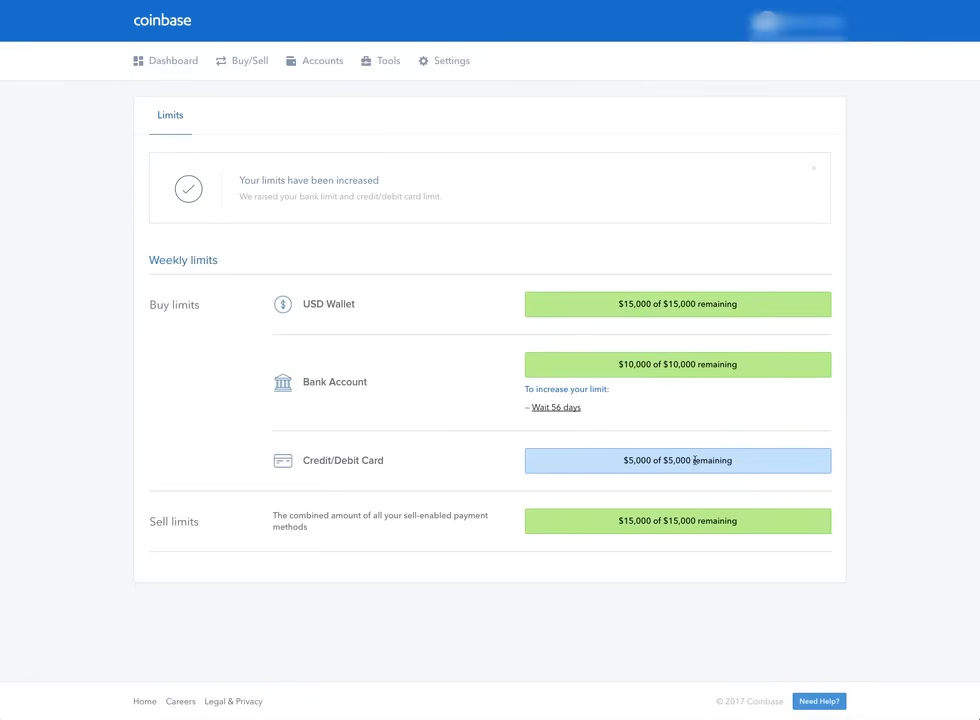 coinbase
Dashboard Buy/Sell Accounts Tools Settings
Limits
Your limits have been increased
We raised your bank limit and credit/debit card limit.
×
Weekly limits
Buy limits
USD Wallet
$15,000 of $15,000 remaining
Bank Account
$10,000 of $10,000 remaining
To increase your limit:
– Wait 56 days
Credit/Debit Card
$5,000 of $5,000 remaining
Sell limits
The combined amount of all your sell-enabled payment
methods
$15,000 of $15,000 remaining
Home Careers Legal & Privacy
© 2017 Coinbase
Need Help?